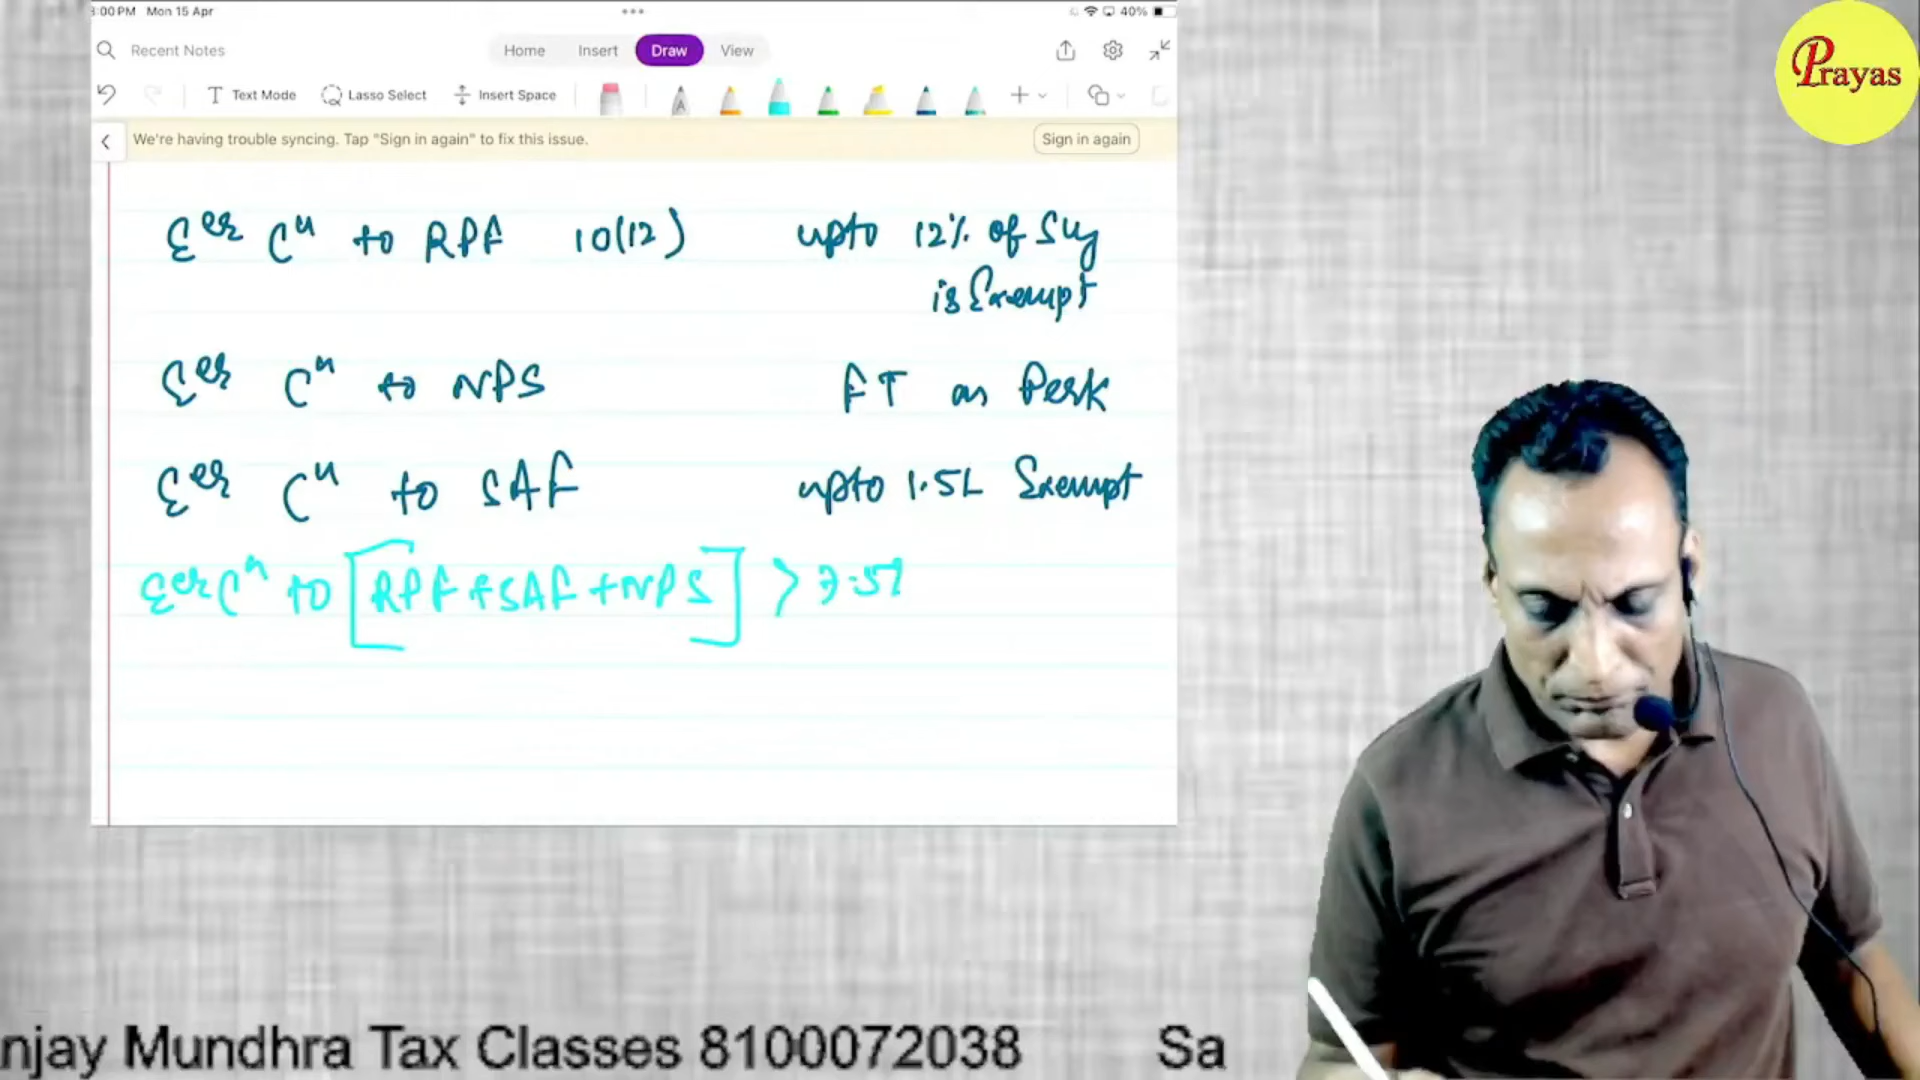 :00 PM Mon 15 Apr
40%
Recent Notes
Home Insert Draw View
Text Mode Lasso Select Insert Space
We're having trouble syncing. Tap "Sign in again" to fix this issue.
Sign in again
Prayas
Eer Cn to RPF 10(12) upto 12% of Sly
is Exempt
Eer Cn to NPS FT as Perk
Eer Cn to SAF upto 1.5L Exempt
Eer Cn to [RPF + SAF + NPS] > 7.5
njay Mundhra Tax Classes 8100072038 Sa